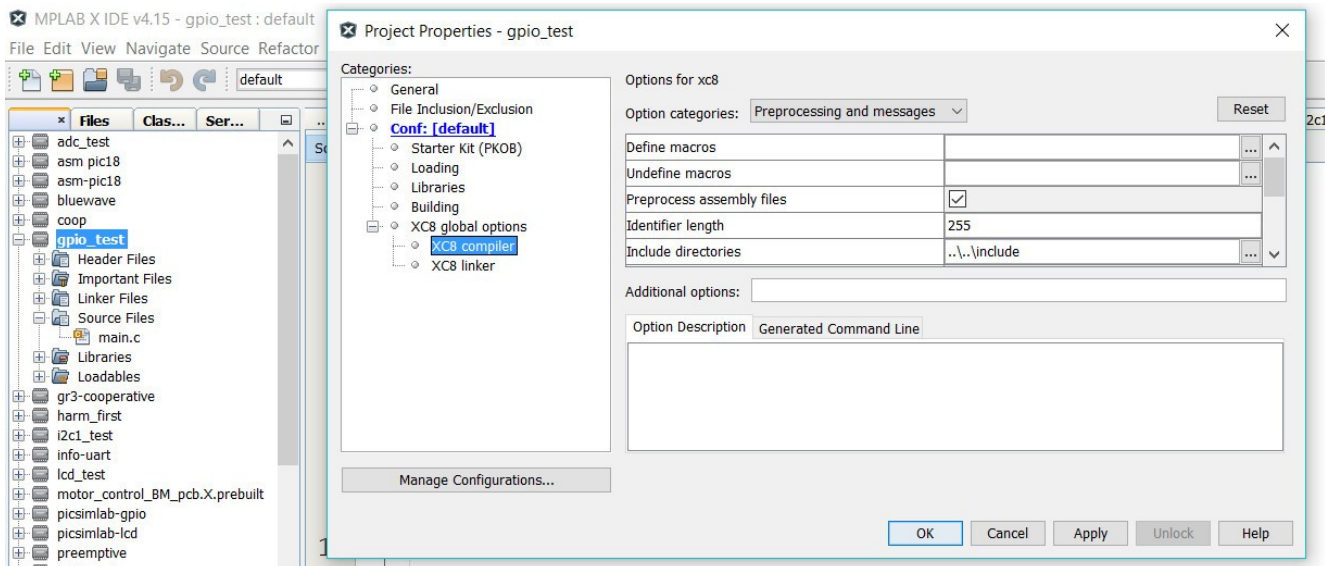 MPLAB X IDE v4.15 - gpio_test : default
File Edit View Navigate Source Refactor
default
Files Clas... Ser...
adc_test
asm pic18
asm-pic18
bluewave
coop
gpio_test
Header Files
Important Files
Linker Files
Source Files
main.c
Libraries
Loadables
gr3-cooperative
harm_first
i2c1_test
info-uart
lcd_test
motor_control_BM_pcb.X.prebuilt
picsimlab-gpio
picsimlab-lcd
preemptive
Project Properties - gpio_test
Categories:
General
File Inclusion/Exclusion
Conf: [default]
Starter Kit (PKOB)
Loading
Libraries
Building
XC8 global options
XC8 compiler
XC8 linker
Manage Configurations...
Options for xc8
Option categories: Preprocessing and messages Reset
Define macros ...
Undefine macros ...
Preprocess assembly files
Identifier length 255
Include directories ..\..\include ...
Additional options:
Option Description Generated Command Line
OK Cancel Apply Unlock Help